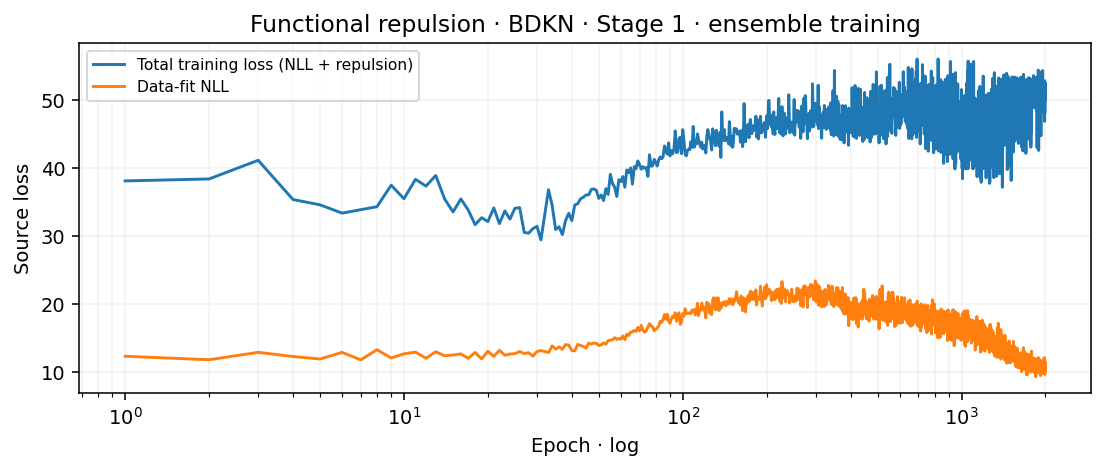 Functional repulsion · BDKN · Stage 1 · ensemble training
Total training loss (NLL + repulsion)
Data-fit NLL
Source loss
50
40
30
20
10
10⁰
10¹
10²
10³
Epoch · log